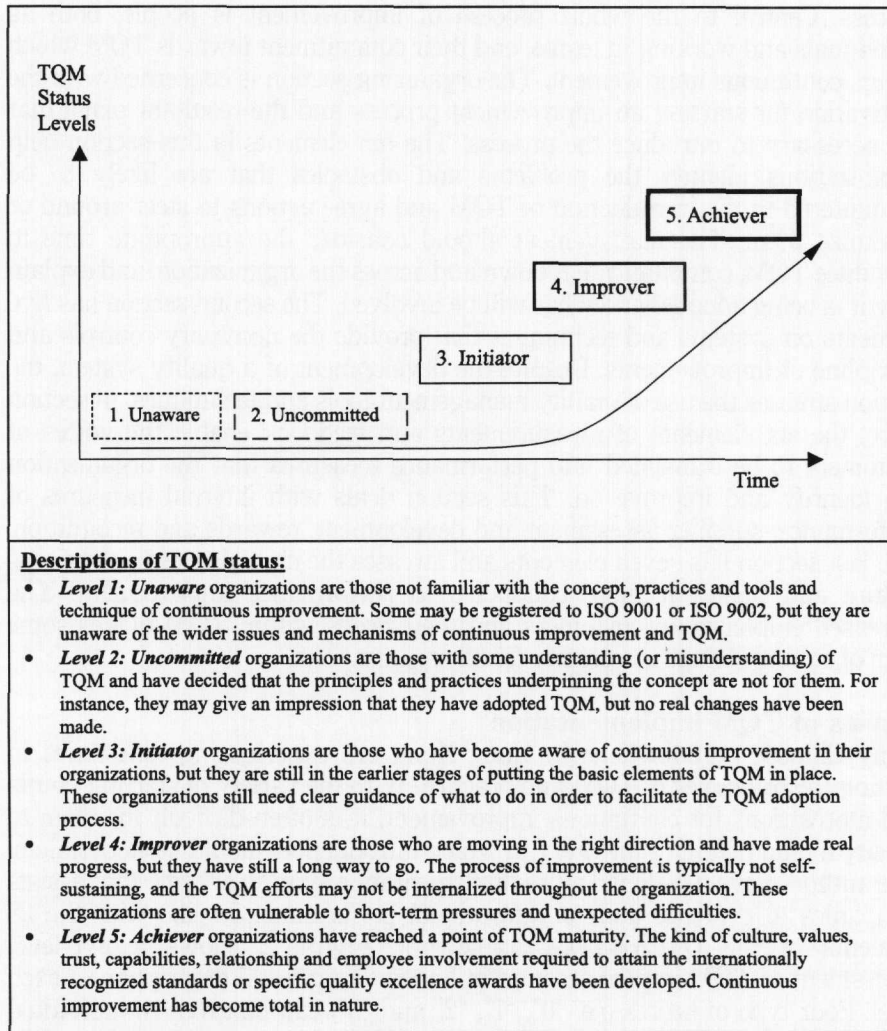 TQM
Status
Levels
5. Achiever
4. Improver
3. Initiator
1. Unaware
2. Uncommitted
Time
Descriptions of TQM status:
• Level 1: Unaware organizations are those not familiar with the concept, practices and tools and
technique of continuous improvement. Some may be registered to ISO 9001 or ISO 9002, but they are
unaware of the wider issues and mechanisms of continuous improvement and TQM.
• Level 2: Uncommitted organizations are those with some understanding (or misunderstanding) of
TQM and have decided that the principles and practices underpinning the concept are not for them. For
instance, they may give an impression that they have adopted TQM, but no real changes have been
made.
• Level 3: Initiator organizations are those who have become aware of continuous improvement in their
organizations, but they are still in the earlier stages of putting the basic elements of TQM in place.
These organizations still need clear guidance of what to do in order to facilitate the TQM adoption
process.
• Level 4: Improver organizations are those who are moving in the right direction and have made real
progress, but they have still a long way to go. The process of improvement is typically not self-
sustaining, and the TQM efforts may not be internalized throughout the organization. These
organizations are often vulnerable to short-term pressures and unexpected difficulties.
• Level 5: Achiever organizations have reached a point of TQM maturity. The kind of culture, values,
trust, capabilities, relationship and employee involvement required to attain the internationally
recognized standards or specific quality excellence awards have been developed. Continuous
improvement has become total in nature.